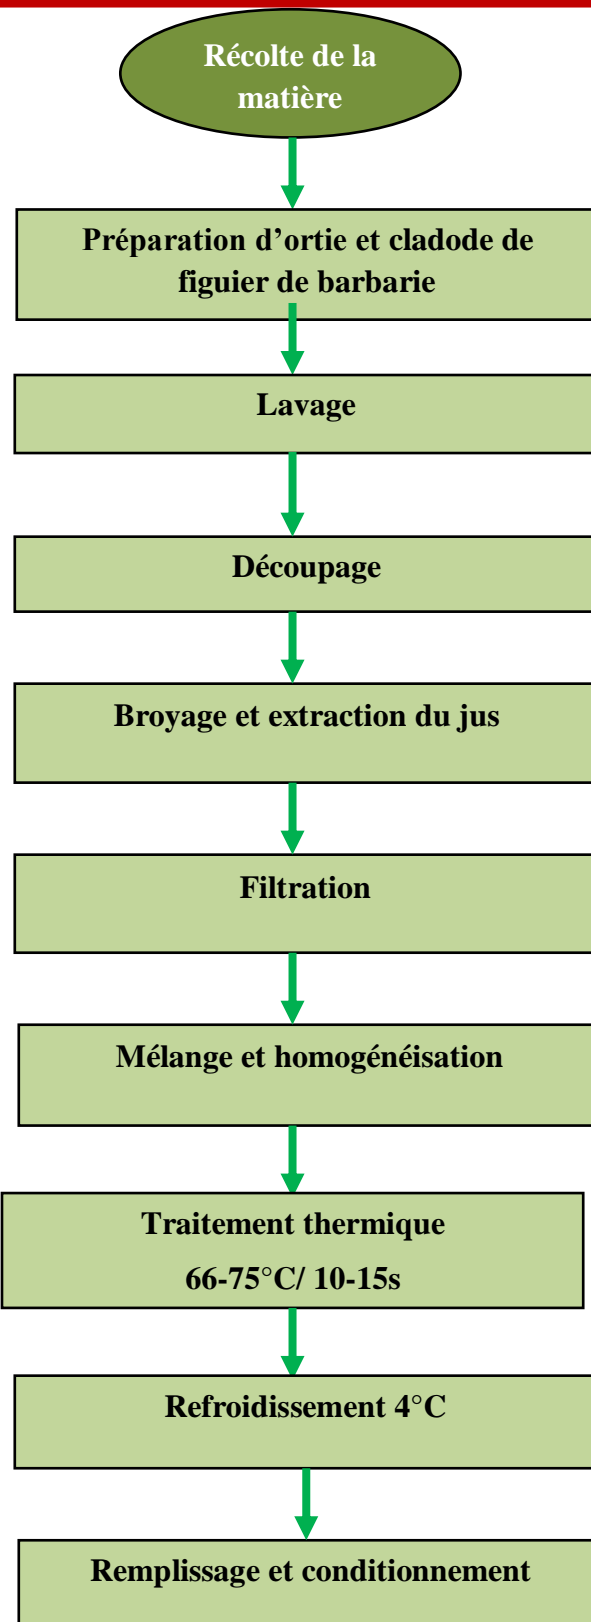 Récolte de la
matière
Préparation d'ortie et cladode de
figuier de barbarie
Lavage
Découpage
Broyage et extraction du jus
Filtration
Mélange et homogénéisation
Traitement thermique
66-75°C/ 10-15s
Refroidissement 4°C
Remplissage et conditionnement